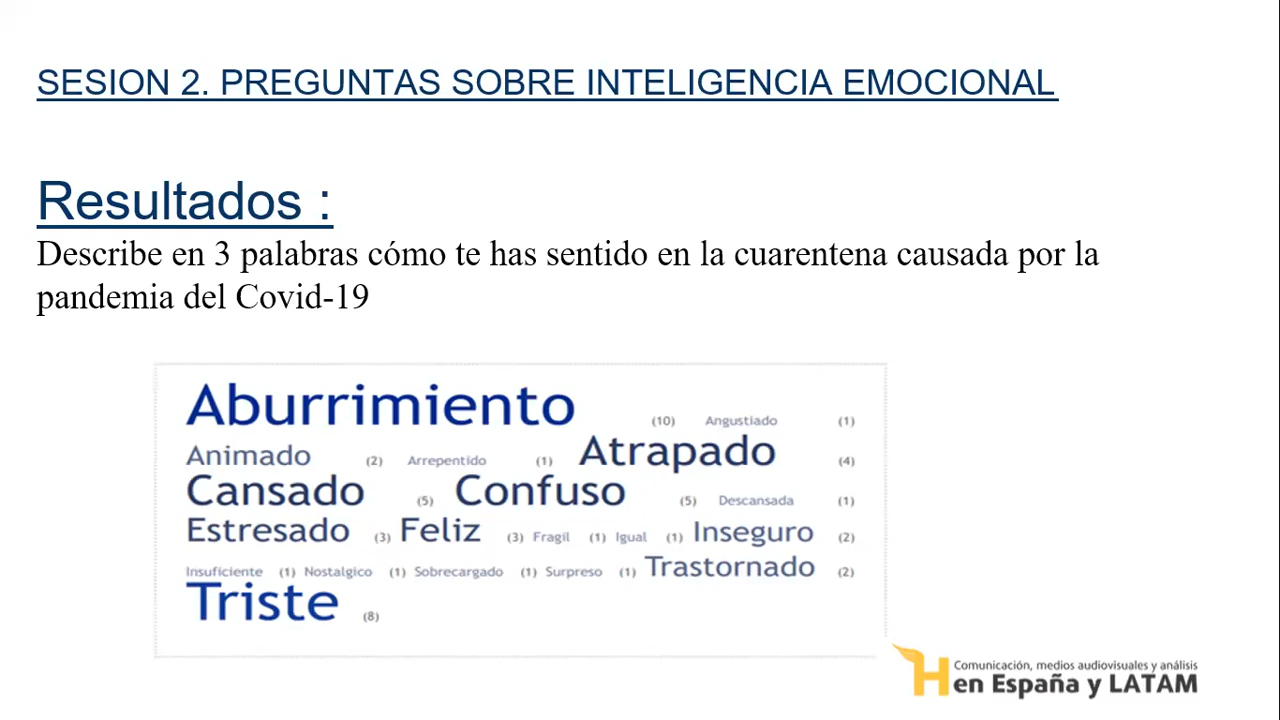 SESION 2. PREGUNTAS SOBRE INTELIGENCIA EMOCIONAL
Resultados :
Describe en 3 palabras cómo te has sentido en la cuarentena causada por la
pandemia del Covid-19
Aburrimiento (10) Angustiado (1)
Animado (2) Arrepentido (1) Atrapado (4)
Cansado (5) Confuso (5) Descansada (1)
Estresado (3) Feliz (3) Fragil (1) Igual (1) Inseguro (2)
Insuficiente (1) Nostalgico (1) Sobrecargado (1) Surpreso (1) Trastornado (2)
Triste (8)
H Comunicación, medios audiovisuales y análisis
en España y LATAM